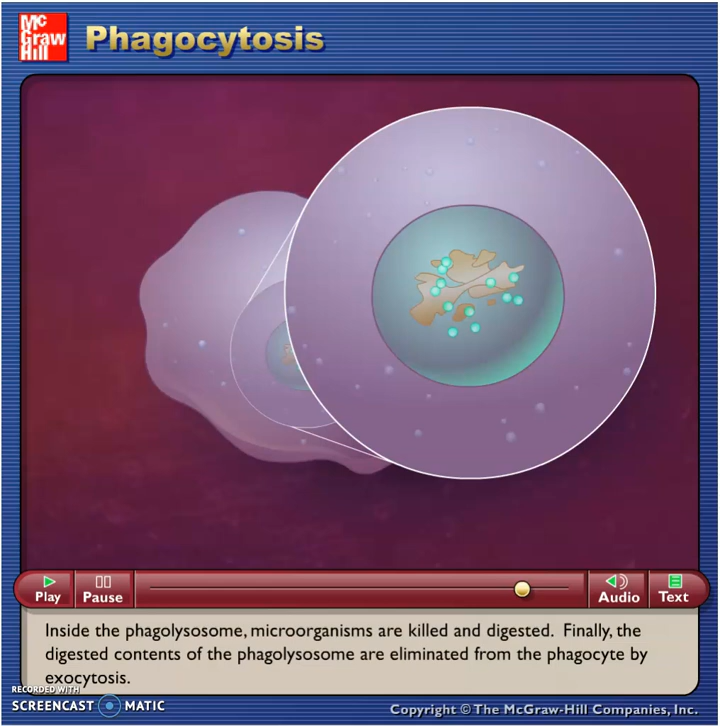 Mc
Graw
Hill
Phagocytosis
Play
Pause
Audio
Text
Inside the phagolysosome, microorganisms are killed and digested. Finally, the
digested contents of the phagolysosome are eliminated from the phagocyte by
exocytosis.
RECORDED WITH
SCREENCAST MATIC
Copyright © The McGraw-Hill Companies, Inc.